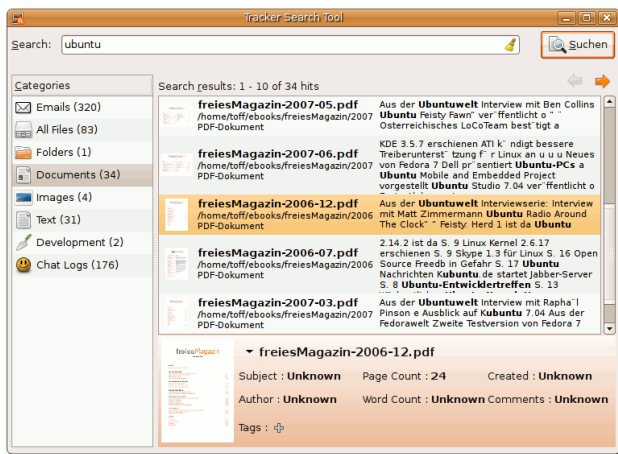 Tracker Search Tool
Search: ubuntu Suchen
Categories
Emails (320)
All Files (83)
Folders (1)
Documents (34)
Images (4)
Text (31)
Development (2)
Chat Logs (176)
Search results: 1 - 10 of 34 hits
freiesMagazin-2007-05.pdf
/home/toff/ebooks/freiesMagazin/2007
PDF-Dokument
Aus der Ubuntuwelt Interview mit Ben Collins
Ubuntu Feisty Fawn" ver¨ffentlicht o " ¨
Osterreichisches LoCoTeam best¨tigt a
freiesMagazin-2007-06.pdf
/home/toff/ebooks/freiesMagazin/2007
PDF-Dokument
KDE 3.5.7 erschienen ATI k¨ ndigt bessere
Treiberunterst¨ tzung f¨ r Linux an u u u Neues
von Fedora 7 Dell pr¨sentiert Ubuntu-PCs a
Ubuntu Mobile and Embedded Project
vorgestellt Ubuntu Studio 7.04 ver¨ffentlicht o
freiesMagazin-2006-12.pdf
/home/toff/ebooks/freiesMagazin/2006
PDF-Dokument
Aus der Ubuntuwelt Interviewserie: Interview
mit Matt Zimmermann Ubuntu Radio Around
The Clock" " Feisty: Herd 1 ist da Ubuntu
freiesMagazin-2006-07.pdf
/home/toff/ebooks/freiesMagazin/2006
PDF-Dokument
2.14.2 ist da S. 9 Linux Kernel 2.6.17
erschienen S. 9 Skype 1.3 für Linux S. 16 Open
Source Freedb in Gefahr S. 17 Ubuntu
Nachrichten Kubuntu.de startet Jabber-Server
S. 8 Ubuntu-Entwicklertreffen S. 13
freiesMagazin-2007-03.pdf
/home/toff/ebooks/freiesMagazin/2007
PDF-Dokument
Aus der Ubuntuwelt Interview mit Rapha¨l
Pinson e Ausblick auf Kubuntu 7.04 Aus der
Fedorawelt Zweite Testversion von Fedora 7
freiesMagazin
freiesMagazin-2006-12.pdf
Subject : Unknown Page Count : 24 Created : Unknown
Author : Unknown Word Count : Unknown Comments : Unknown
Tags :